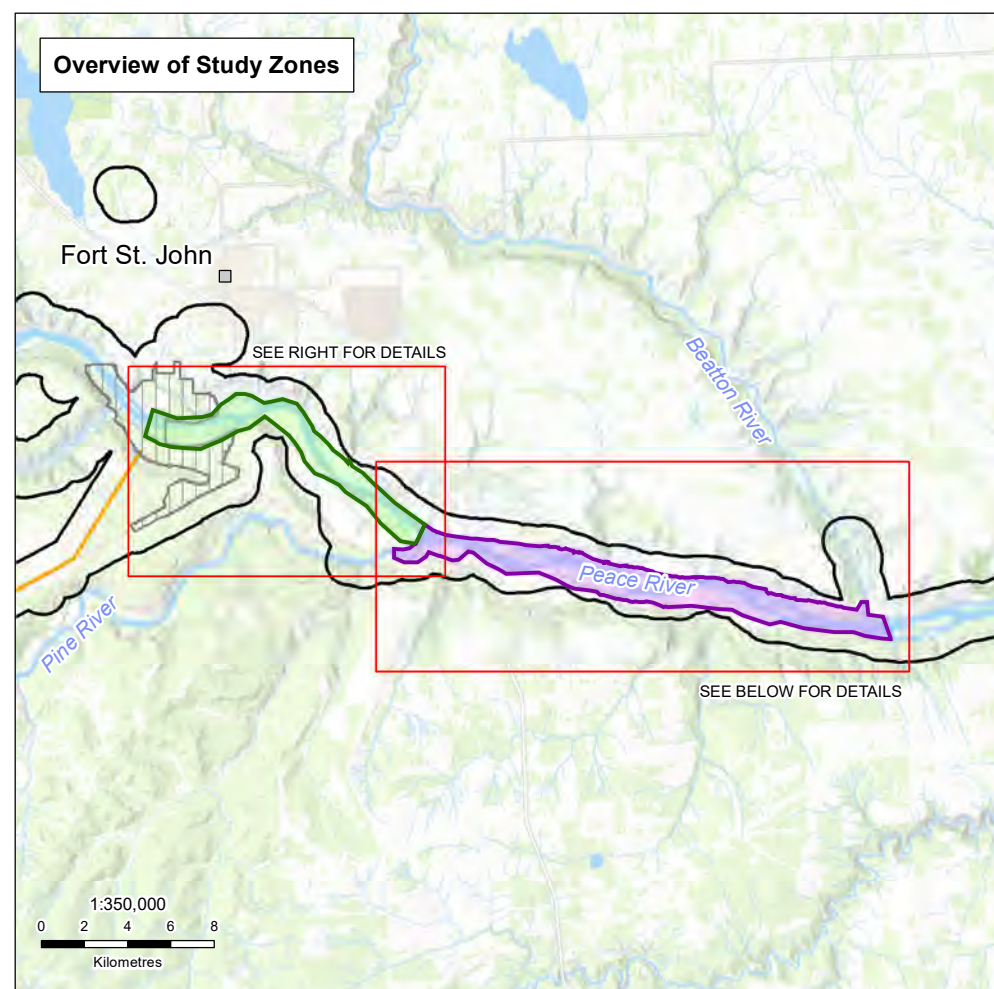 Overview of Study Zones
Fort St. John
SEE RIGHT FOR DETAILS
Beatton River
Peace River
Pine River
SEE BELOW FOR DETAILS
1:350,000
0 2 4 6 8
Kilometres